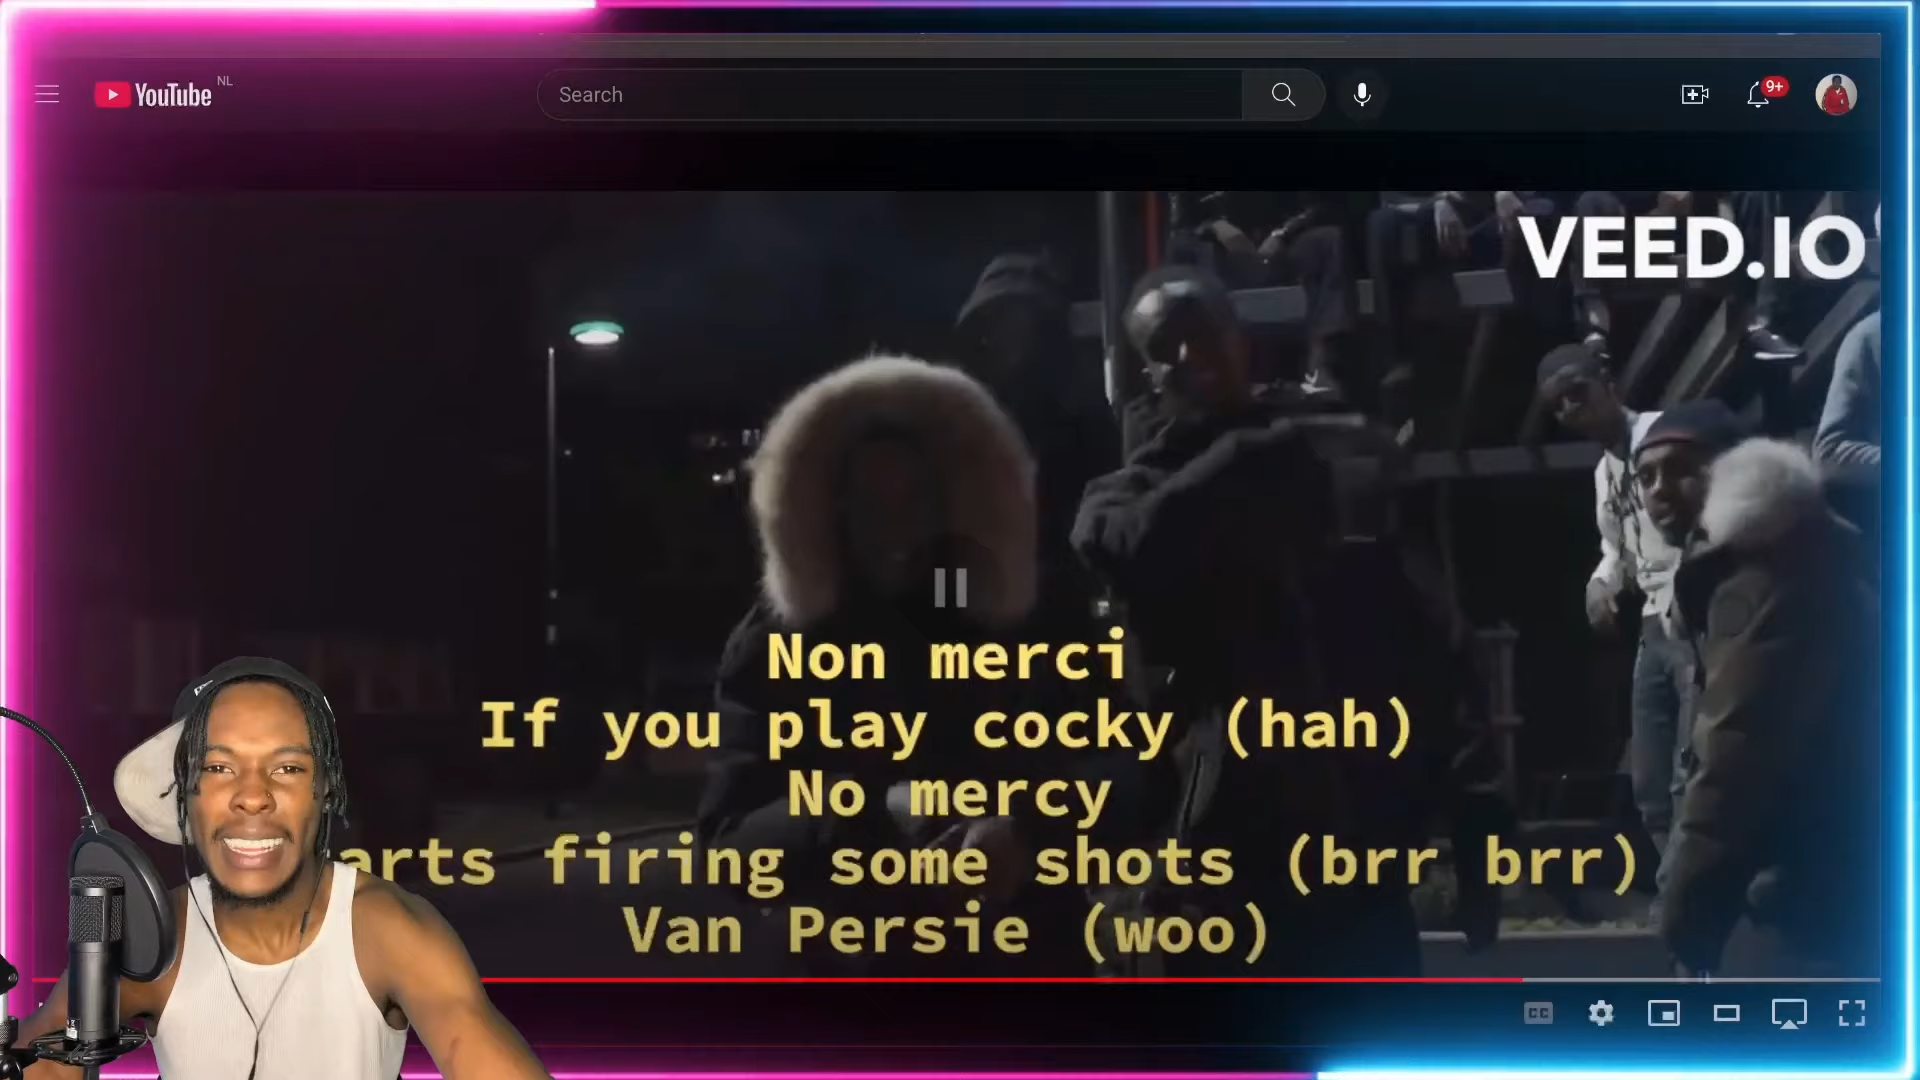 YouTube NL
Search
9+
VEED.IO
Non merci
If you play cocky (hah)
No mercy
arts firing some shots (brr brr)
Van Persie (woo)
CC